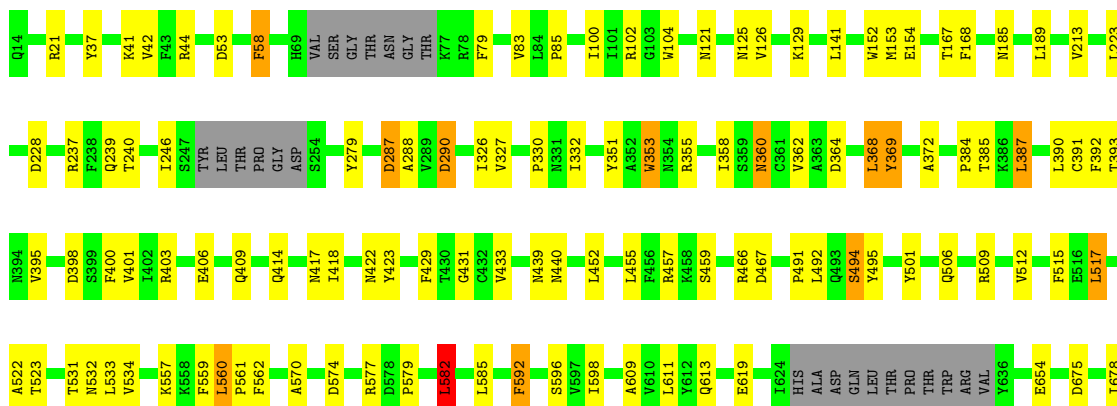 Q14 R21 Y37 K41 V42 F43 R44 D53 F58 H69 VAL SER GLY THR ASN GLY THR K77 R78 F79 V83 L84 P85 I100 I101 R102 G103 W104 N121 N125 V126 K129 L141 W152 M153 E154 T167 F168 N185 L189 V213
D228 R237 F238 Q239 T240 I246 S247 TYR LEU THR PRO GLY ASP S254 Y279 D287 A288 V289 D290 I326 V327 P330 N331 I332 Y351 A352 W353 N354 R355 I358 S359 N360 C361 V362 A363 D364 L368 Y369 A372 P384 T385 K386 L387 L390 C391 F392
N394 V395 D398 S399 F400 V401 I402 R403 E406 Q409 Q414 N417 I418 N422 Y423 F429 T430 G431 C432 V433 N439 N440 L452 L455 F456 R457 K458 S459 R466 D467 P491 L492 Q493 S494 Y495 Y501 Q506 R509 V512 F515 E516 L517
A522 T523 T531 N532 L533 V534 K557 K558 F559 L560 P561 F562 A570 D574 R577 D578 P579 L582 L585 F592 S596 V597 I598 A609 V610 L611 Y612 Q613 E619 I624 HIS ALA ASP GLN LEU THR PRO THR TRP ARG VAL Y636 E654 D675